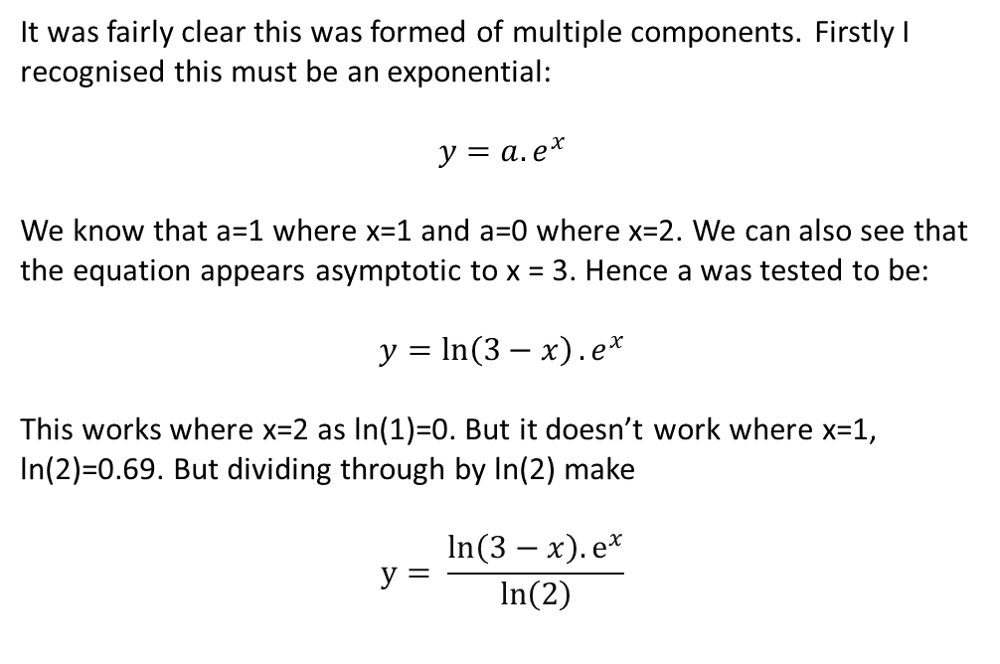 It was fairly clear this was formed of multiple components. Firstly I
recognised this must be an exponential:
y = a. eˣ
We know that a=1 where x=1 and a=0 where x=2. We can also see that
the equation appears asymptotic to x = 3. Hence a was tested to be:
y = ln(3 − x) . eˣ
This works where x=2 as ln(1)=0. But it doesn’t work where x=1,
ln(2)=0.69. But dividing through by ln(2) make
y = ln(3 − x). eˣ / ln(2)